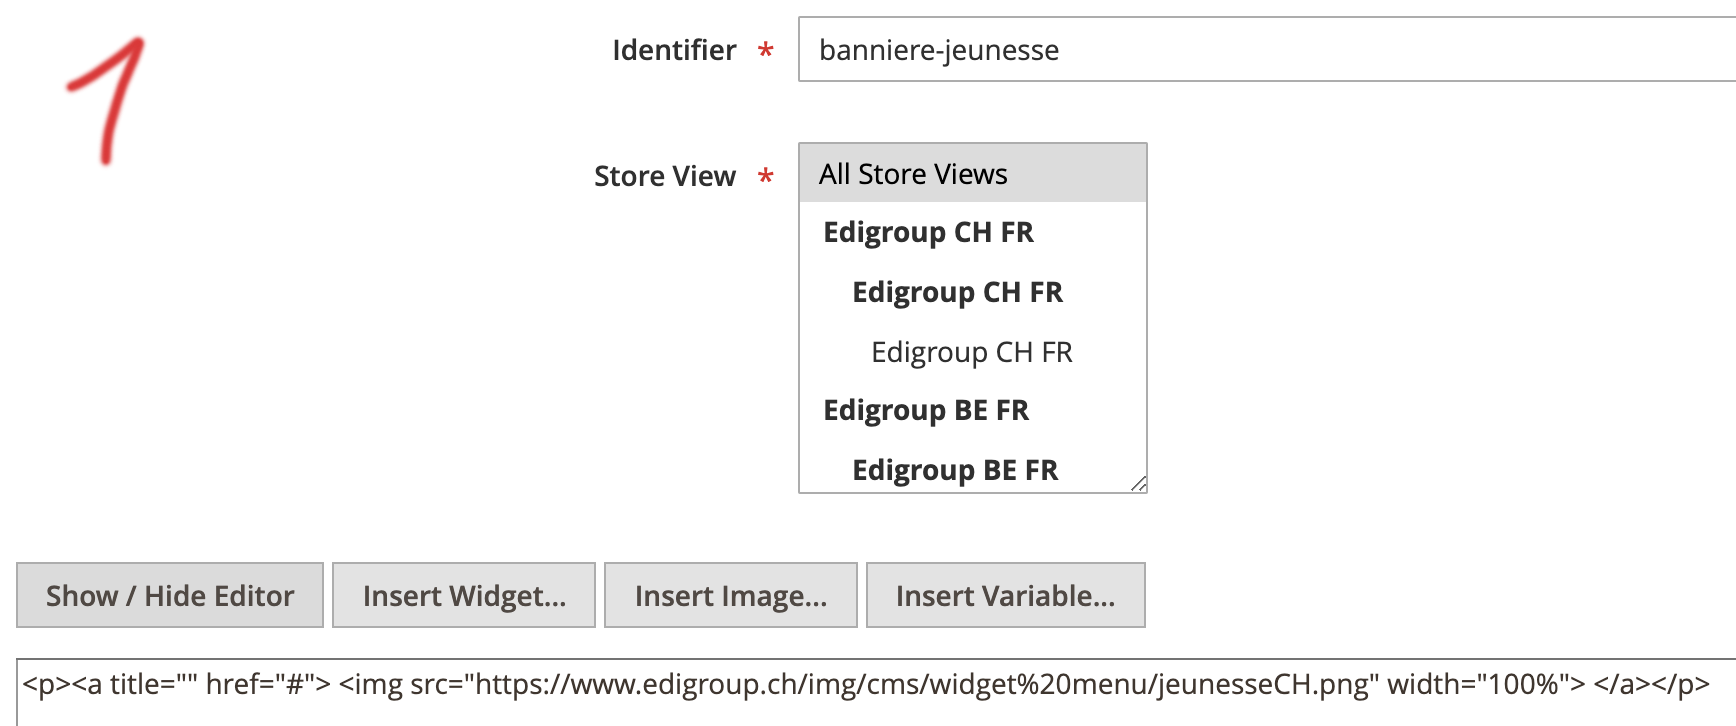 1
Identifier *
banniere-jeunesse
Store View *
All Store Views
Edigroup CH FR
Edigroup CH FR
Edigroup CH FR
Edigroup BE FR
Edigroup BE FR
Show / Hide Editor
Insert Widget...
Insert Image...
Insert Variable...
<p><a title="" href="#"> <img src="https://www.edigroup.ch/img/cms/widget%20menu/jeunesseCH.png" width="100%"> </a></p>